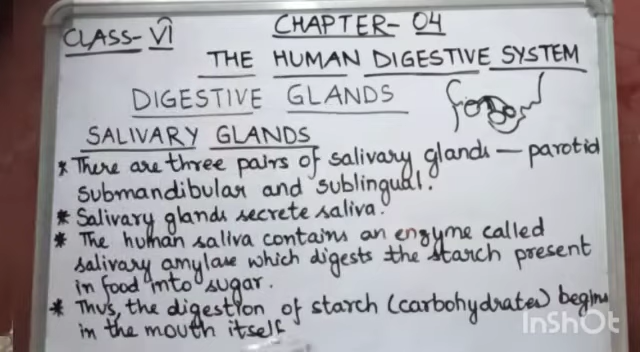 CLASS- VI
CHAPTER- 04
THE HUMAN DIGESTIVE SYSTEM
DIGESTIVE GLANDS
SALIVARY GLANDS
* There are three pairs of salivary glands — parotid
submandibular and sublingual.
* Salivary glands secrete saliva.
* The human saliva contains an enzyme called
salivary amylase which digests the starch present
in food into sugar.
* Thus, the digestion of starch (carbohydrates) begins
in the mouth itself
InShOt